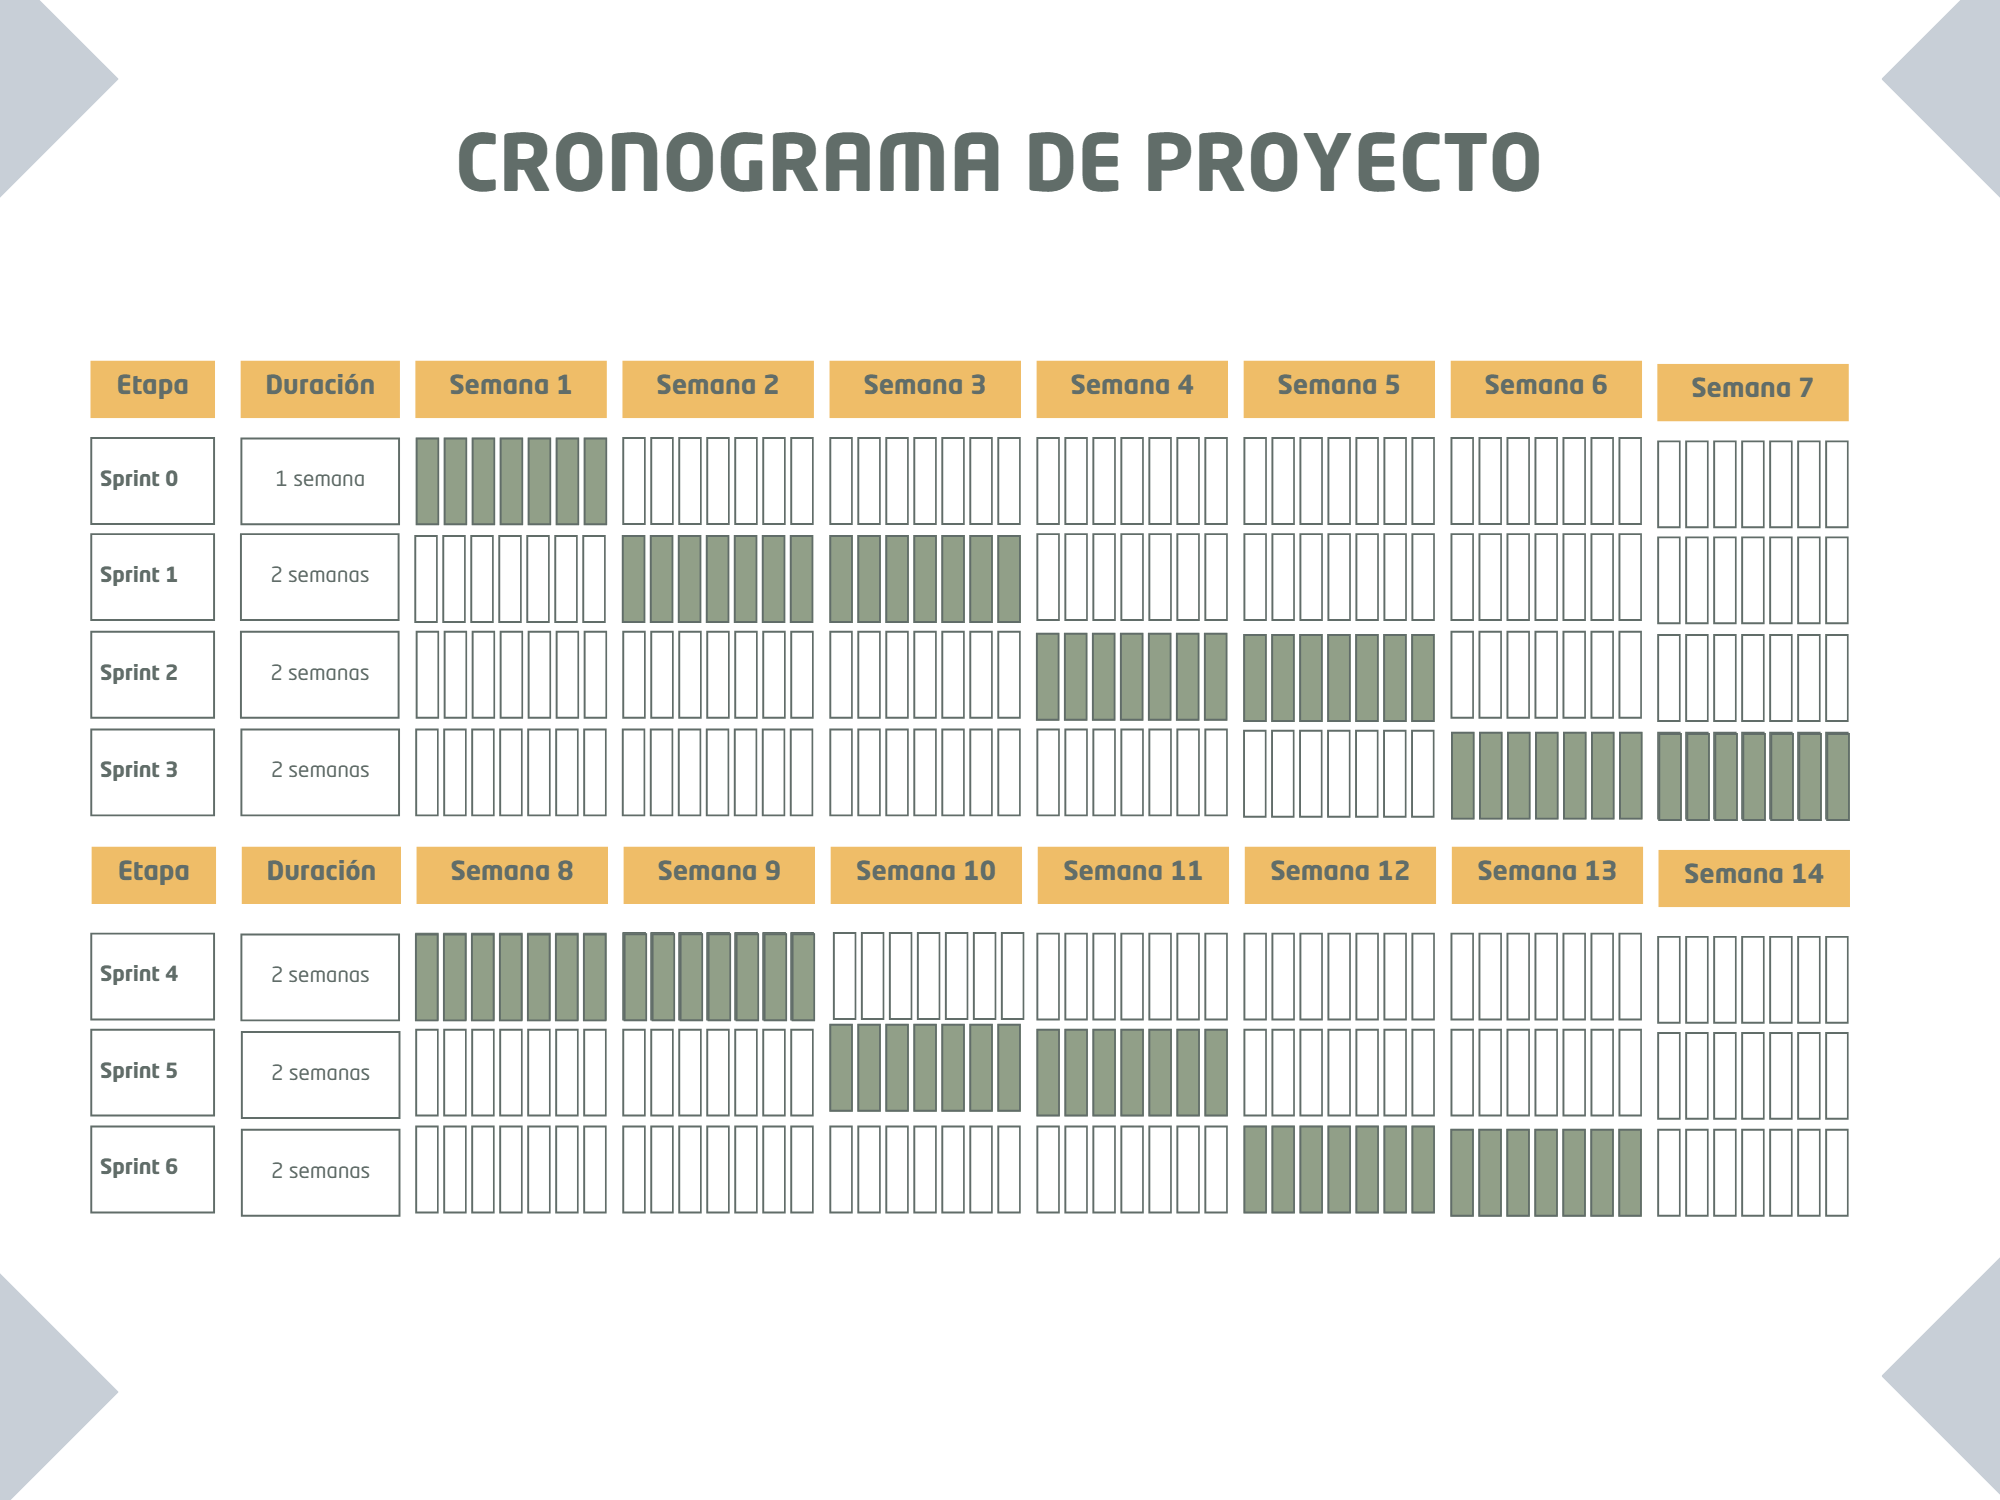 CRONOGRAMA DE PROYECTO
Etapa Duración Semana 1 Semana 2 Semana 3 Semana 4 Semana 5 Semana 6 Semana 7
Sprint 0 1 semana
Sprint 1 2 semanas
Sprint 2 2 semanas
Sprint 3 2 semanas
Etapa Duración Semana 8 Semana 9 Semana 10 Semana 11 Semana 12 Semana 13 Semana 14
Sprint 4 2 semanas
Sprint 5 2 semanas
Sprint 6 2 semanas